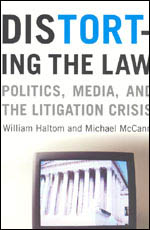 DISTORT-
ING THE LAW
POLITICS, MEDIA, AND
THE LITIGATION CRISIS
William Haltom and Michael McCann